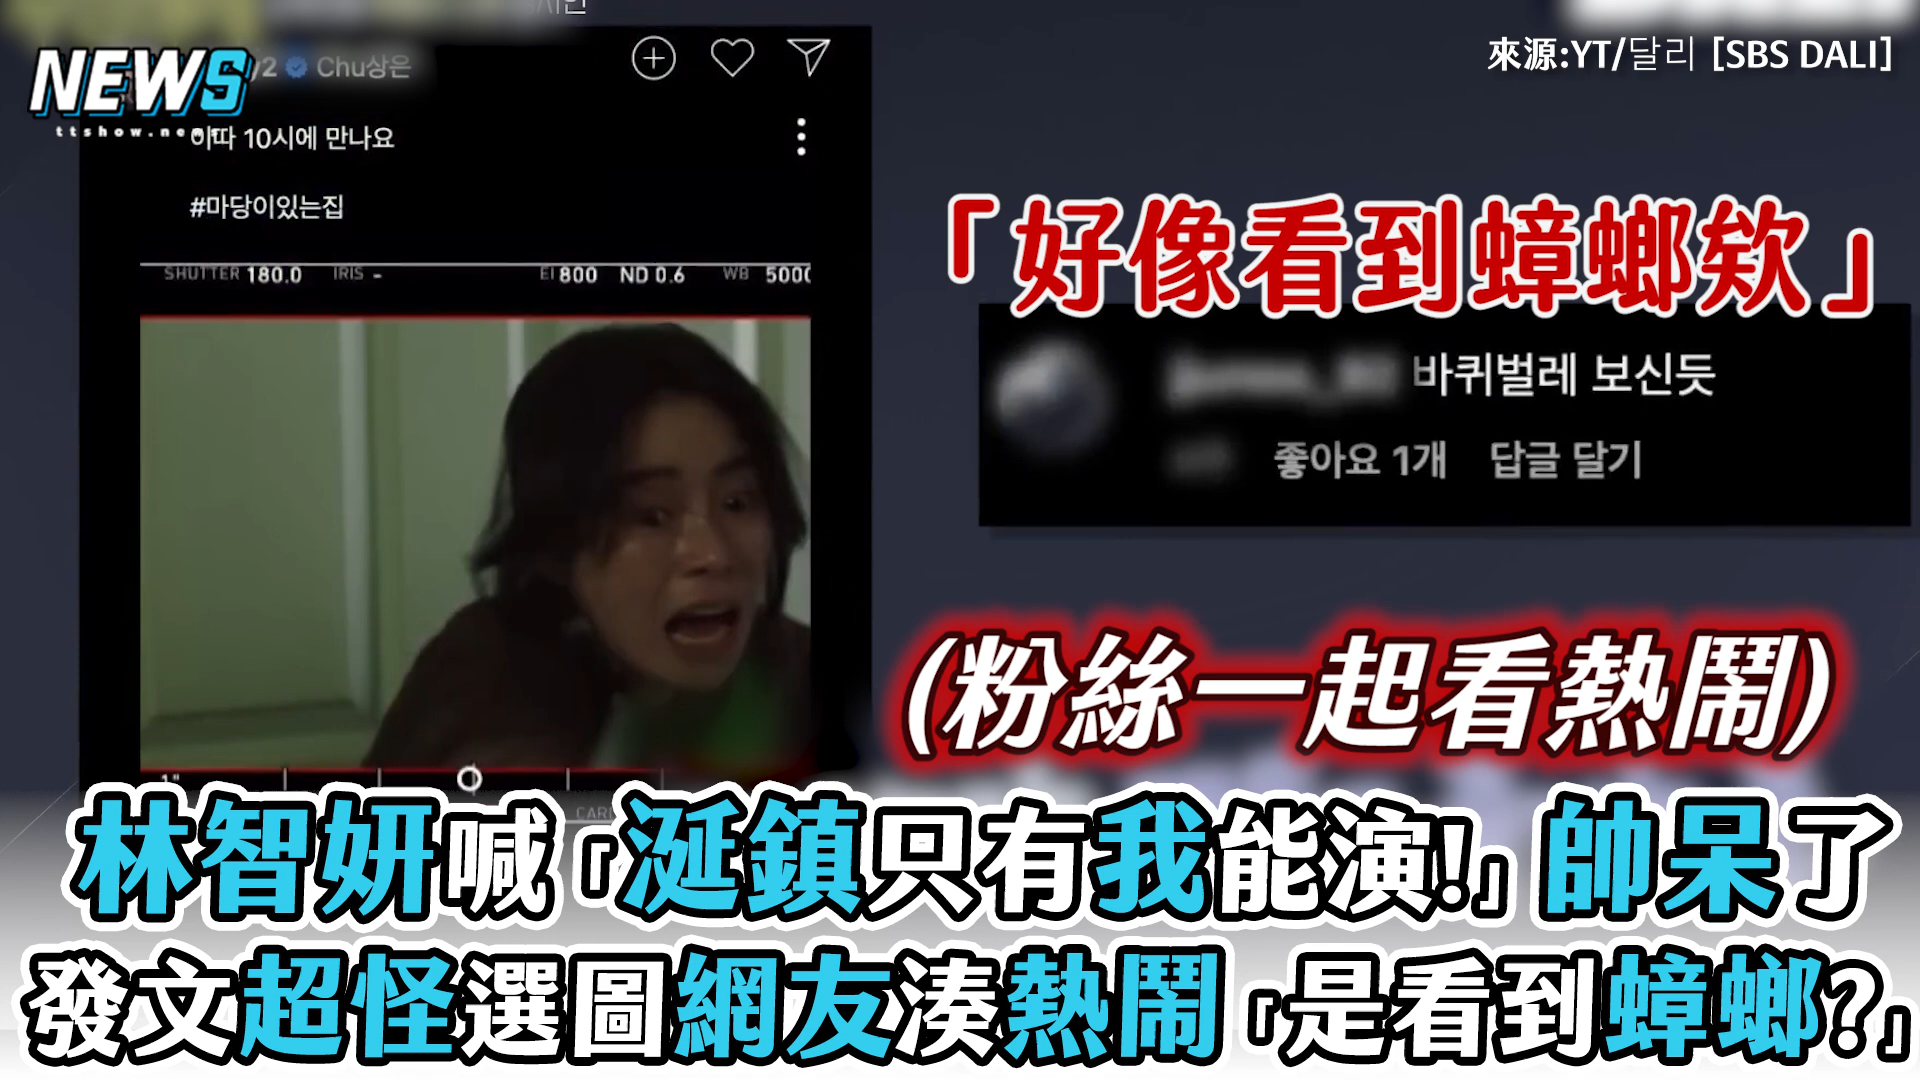 시인
NEWS
ttshow.news
y2 Chu상은
來源:YT/달리 [SBS DALI]
이따 10시에 만나요
#마당이있는집
SHUTTER 180.0 IRIS - EI 800 ND 0.6 WB 5000
「好像看到蟑螂欸」
바퀴벌레 보신듯
좋아요 1개 답글 달기
(粉絲一起看熱鬧)
林智妍喊「涎鎮只有我能演!」帥呆了
發文超怪選圖網友湊熱鬧「是看到蟑螂?」